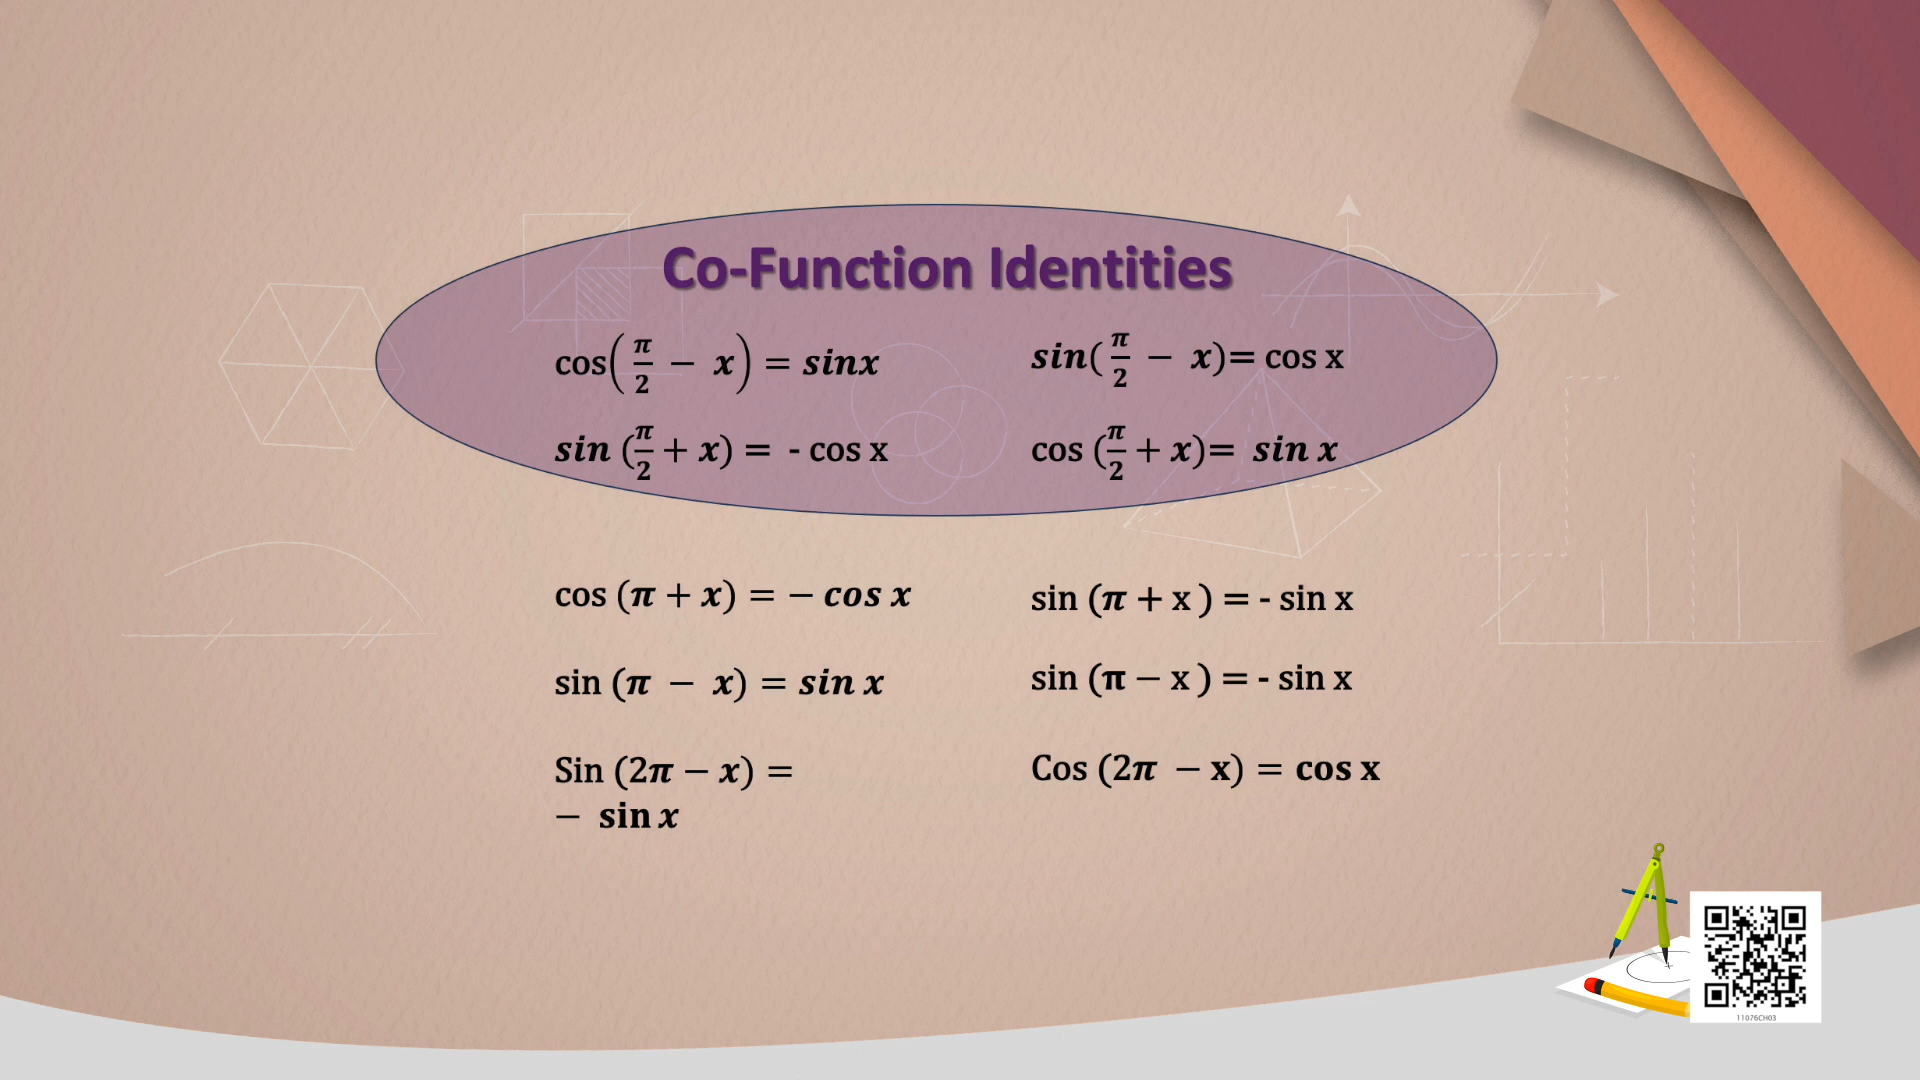 Co-Function Identities
cos(π/2 − x) = sinx
sin(π/2 − x)= cos x
sin (π/2 + x) = - cos x
cos (π/2 + x)= sin x
cos (π + x) = − cos x
sin (π + x ) = - sin x
sin (π − x) = sin x
sin (π − x ) = - sin x
Sin (2π − x) =
− sin x
Cos (2π − x) = cos x
11076CH03